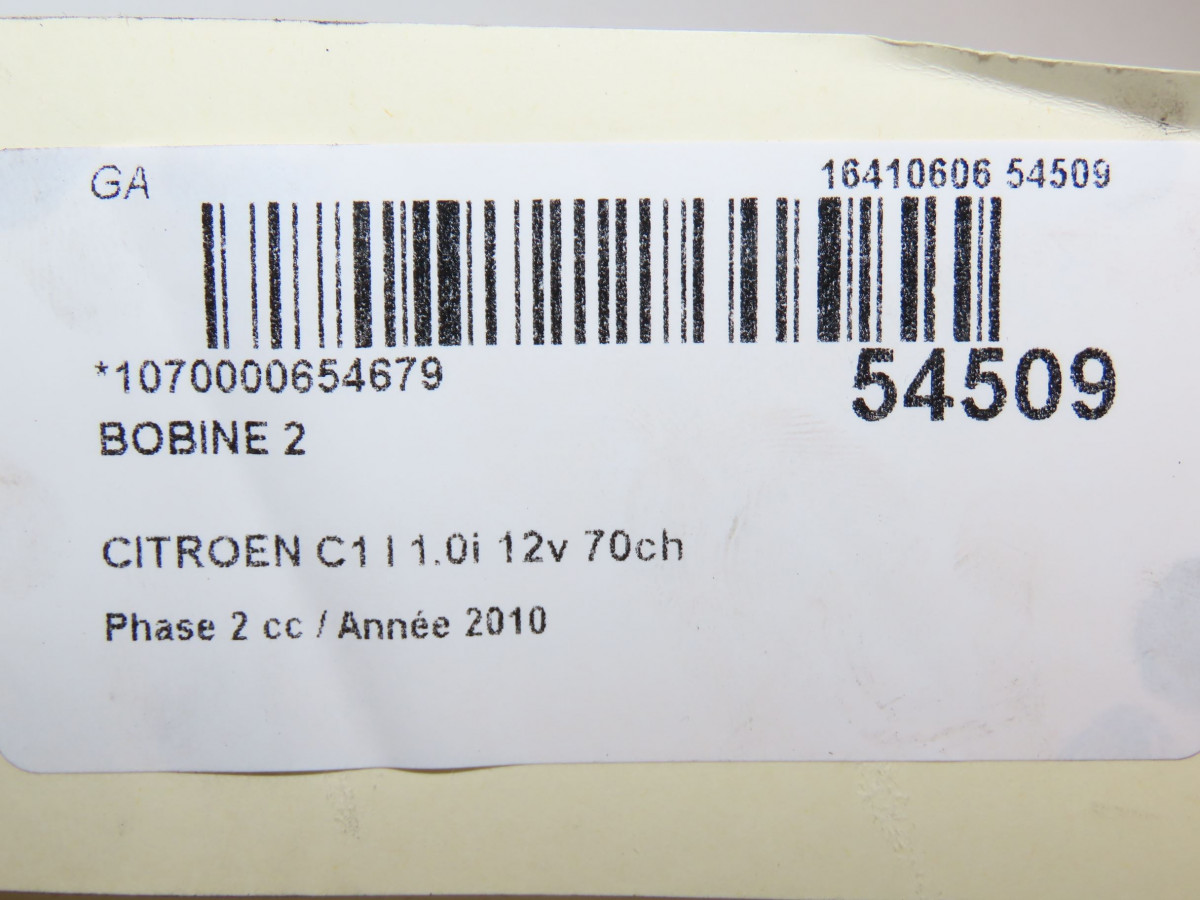 GA
16410606 54509
*1070000654679
54509
BOBINE 2
CITROEN C1 I 1.0i 12v 70ch
Phase 2 cc / Année 2010